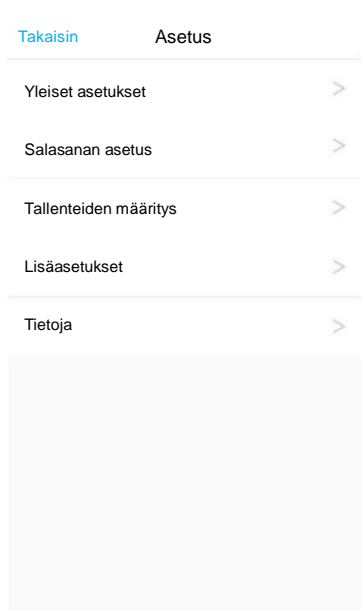 Takaisin Asetus
Yleiset asetukset
Salasanan asetus
Tallenteiden määritys
Lisäasetukset
Tietoja